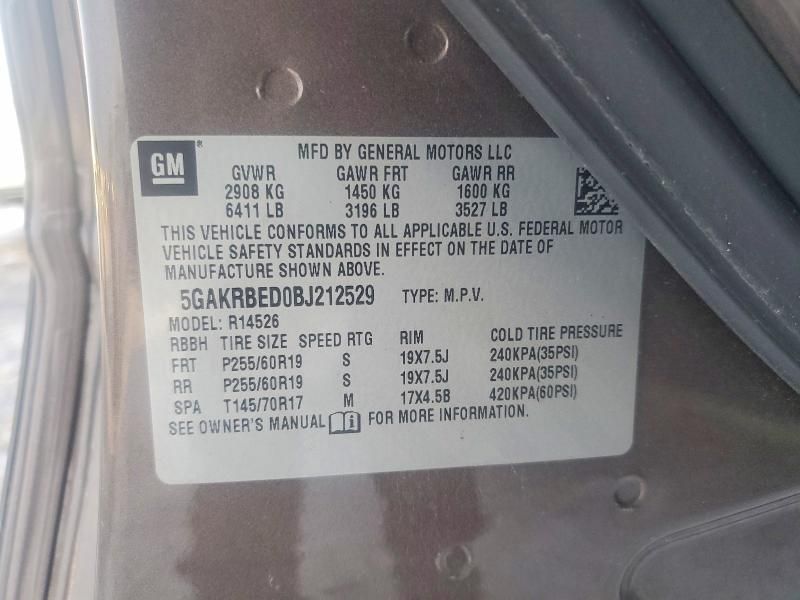 GM ® MFD BY GENERAL MOTORS LLC
GVWR GAWR FRT GAWR RR
2908 KG 1450 KG 1600 KG
6411 LB 3196 LB 3527 LB
THIS VEHICLE CONFORMS TO ALL APPLICABLE U.S. FEDERAL MOTOR
VEHICLE SAFETY STANDARDS IN EFFECT ON THE DATE OF
MANUFACTURE SHOWN ABOVE.
5GAKRBED0BJ212529 TYPE: M.P.V.
MODEL: R14526
RBBH TIRE SIZE SPEED RTG RIM COLD TIRE PRESSURE
FRT P255/60R19 S 19X7.5J 240KPA(35PSI)
RR P255/60R19 S 19X7.5J 240KPA(35PSI)
SPA T145/70R17 M 17X4.5B 420KPA(60PSI)
SEE OWNER'S MANUAL i FOR MORE INFORMATION.